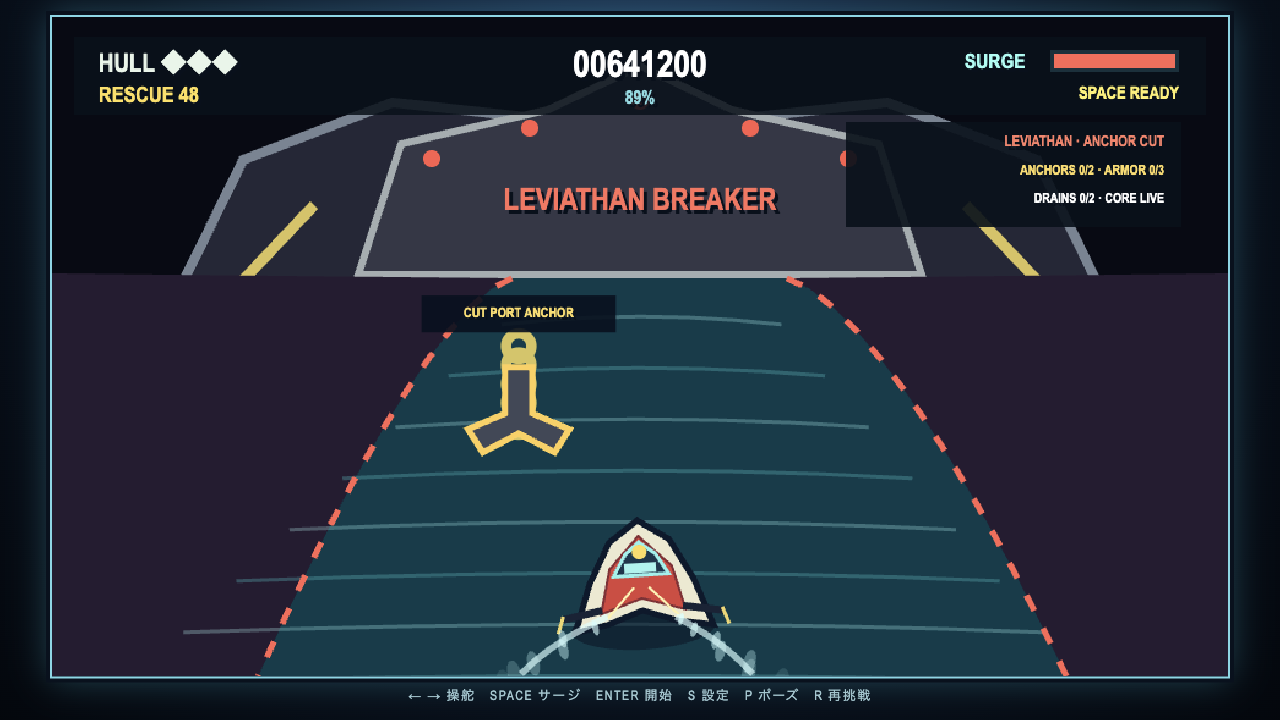 HULL
RESCUE 48
00641200
89%
SURGE
SPACE READY
LEVIATHAN · ANCHOR CUT
ANCHORS 0/2 · ARMOR 0/3
DRAINS 0/2 · CORE LIVE
LEVIATHAN BREAKER
CUT PORT ANCHOR
← → 操舵 SPACE サージ ENTER 開始 S 設定 P ポーズ R 再挑戦